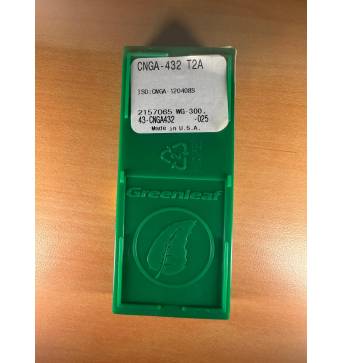 CNGA-432 T2A
ISO:CNGA 120408S
2157065 WG-300.
43-CNGA432 -025
Made in U.S.A.
Greenleaf